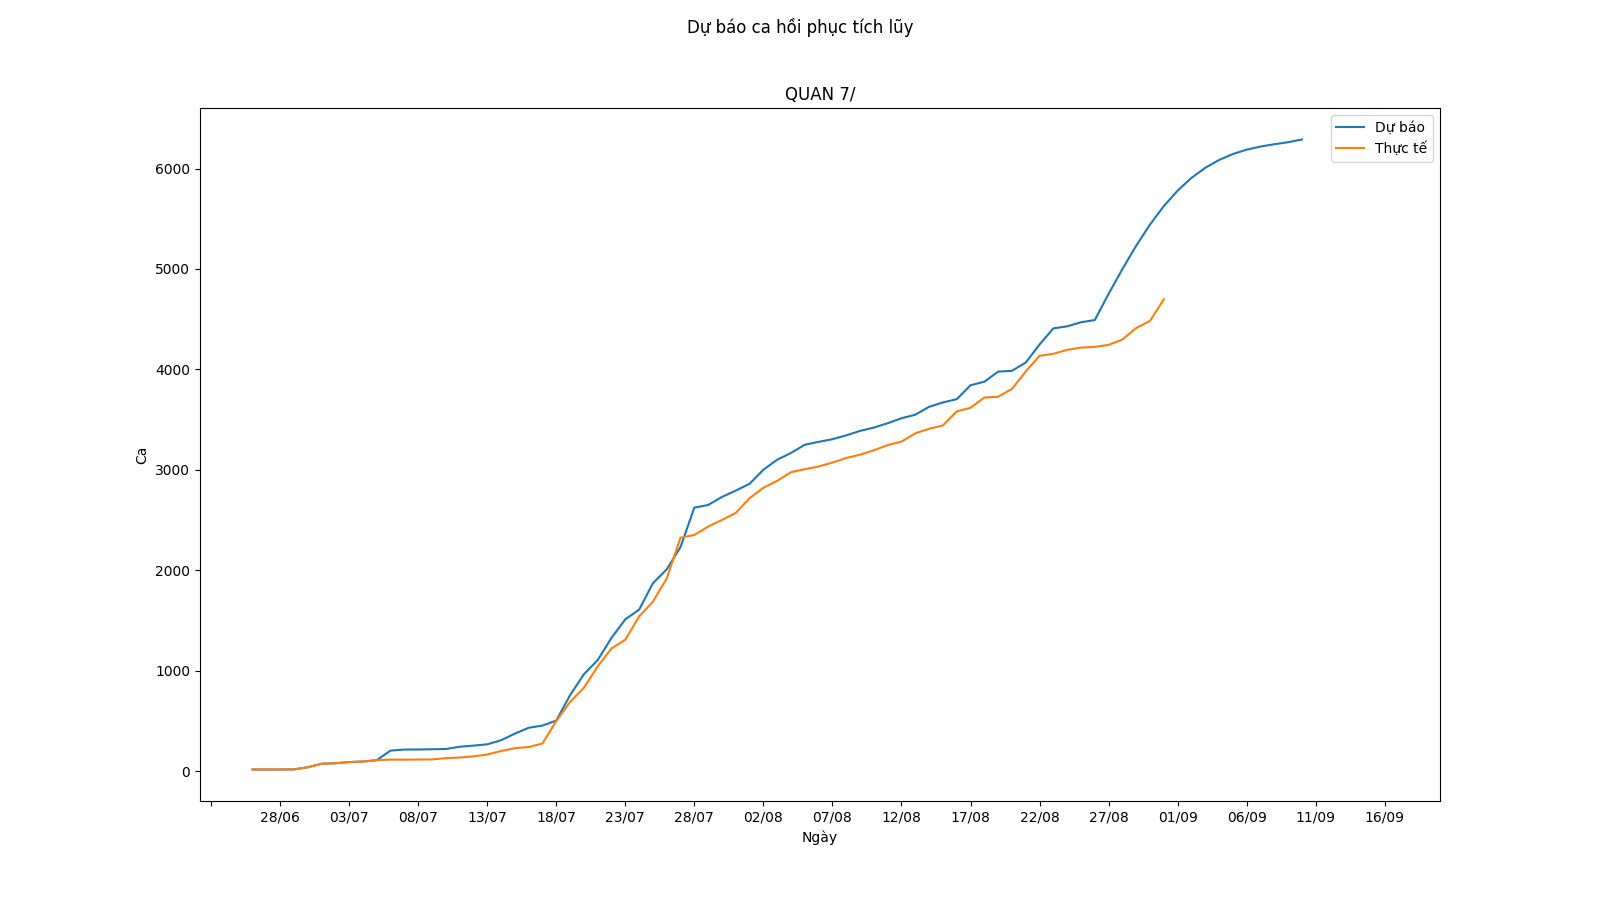 Dự báo ca hồi phục tích lũy
QUAN 7/
Dự báo
Thực tế
6000
5000
4000
3000
2000
1000
0
Ca
28/06 03/07 08/07 13/07 18/07 23/07 28/07 02/08 07/08 12/08 17/08 22/08 27/08 01/09 06/09 11/09 16/09
Ngày